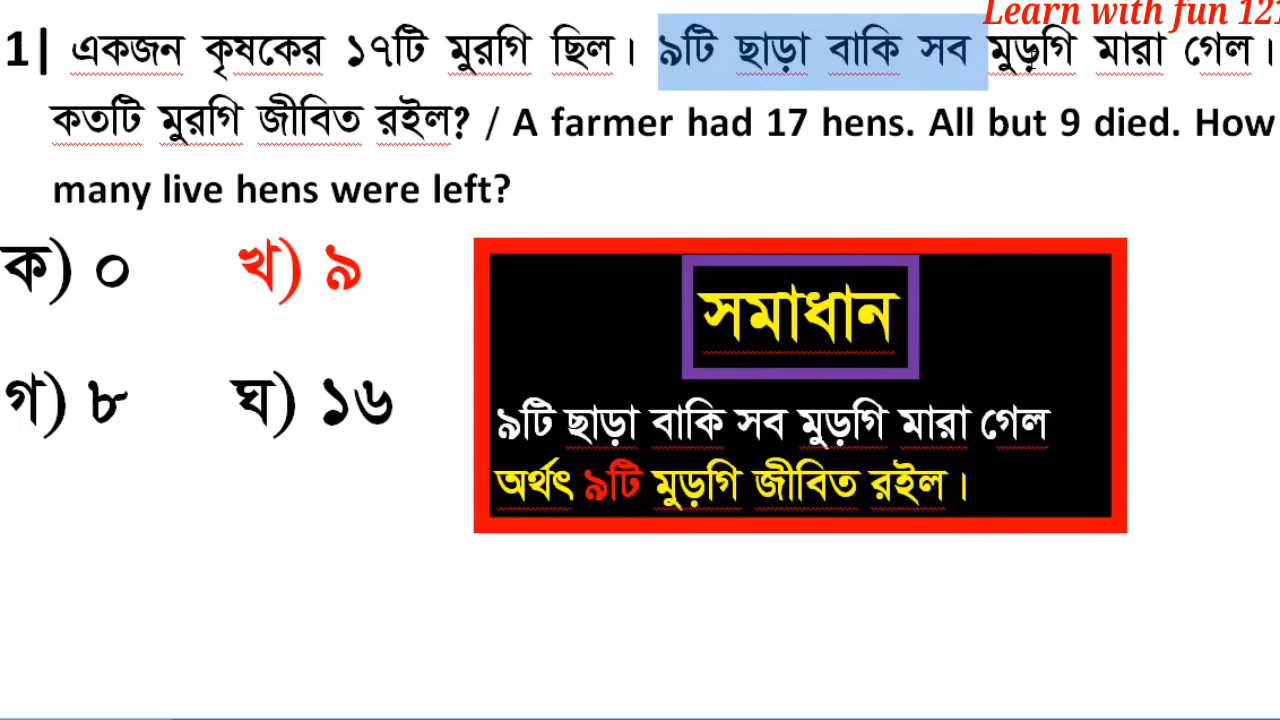 Learn with fun 121
1| একজন কৃষকের ১৭টি মুরগি ছিল। ৯টি ছাড়া বাকি সব মুড়গি মারা গেল।
কতটি মুরগি জীবিত রইল? / A farmer had 17 hens. All but 9 died. How
many live hens were left?
ক) ০ খ) ৯
গ) ৮ ঘ) ১৬
সমাধান
৯টি ছাড়া বাকি সব মুড়গি মারা গেল
অর্থৎ ৯টি মুড়গি জীবিত রইল।